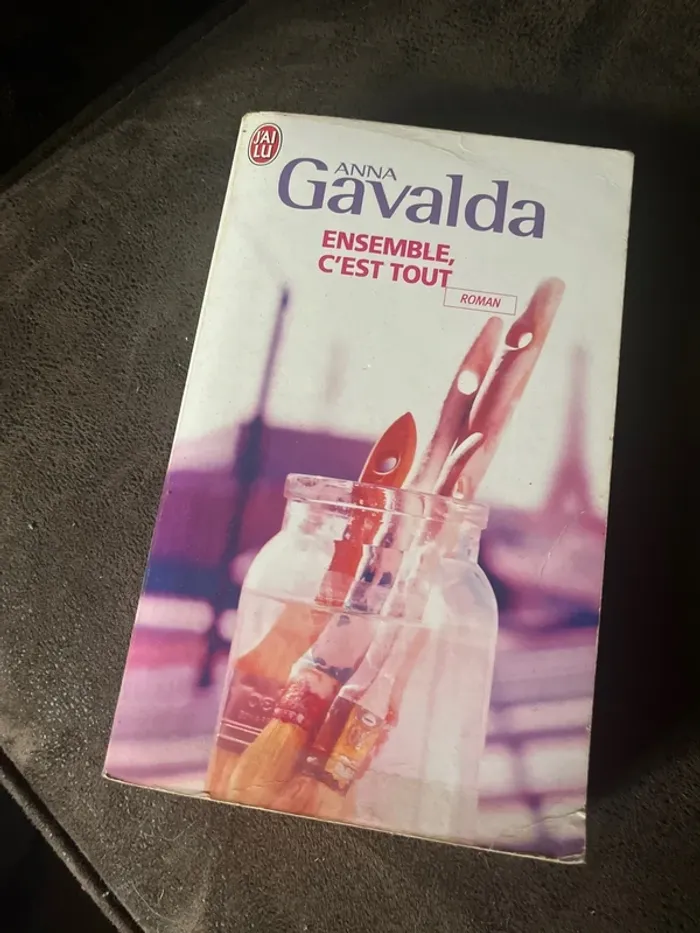 J'AI
LU
ANNA
Gavalda
ENSEMBLE,
C'EST TOUT
ROMAN